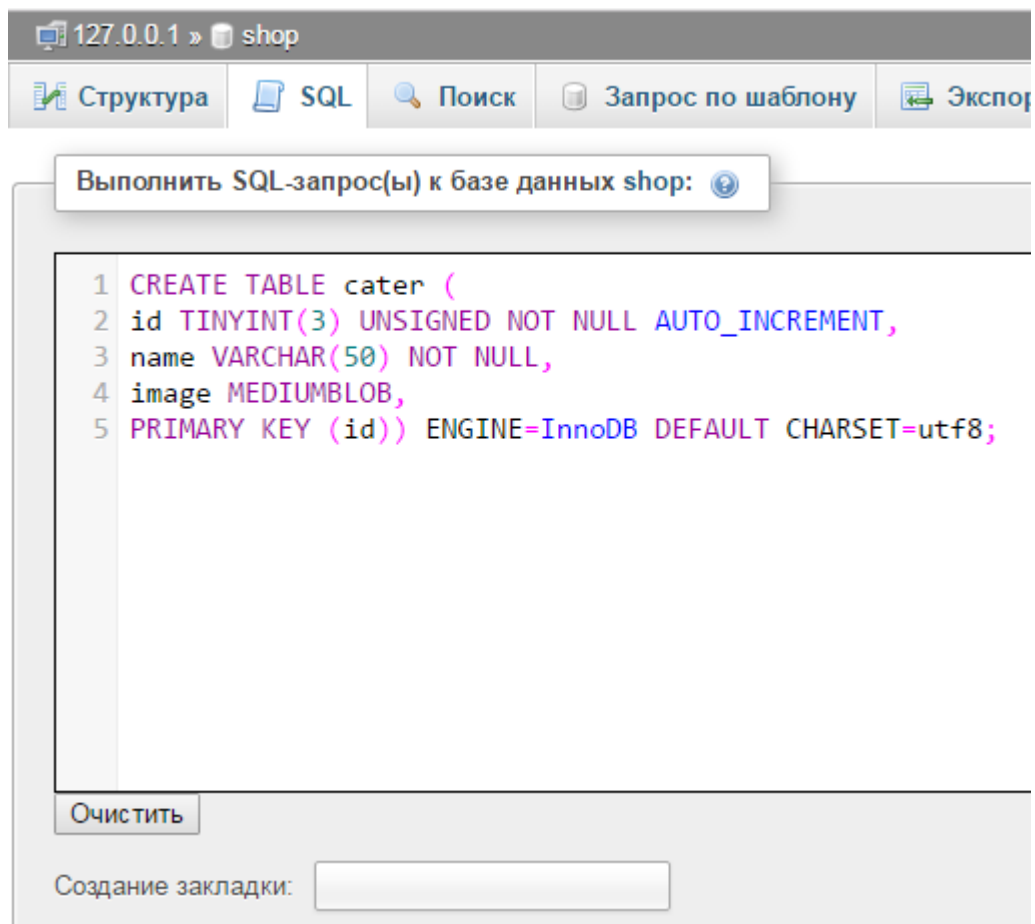 127.0.0.1 » shop
Структура SQL Поиск Запрос по шаблону Экспор
Выполнить SQL-запрос(ы) к базе данных shop:
1 CREATE TABLE cater (
2 id TINYINT(3) UNSIGNED NOT NULL AUTO_INCREMENT,
3 name VARCHAR(50) NOT NULL,
4 image MEDIUMBLOB,
5 PRIMARY KEY (id)) ENGINE=InnoDB DEFAULT CHARSET=utf8;
Очистить
Создание закладки: